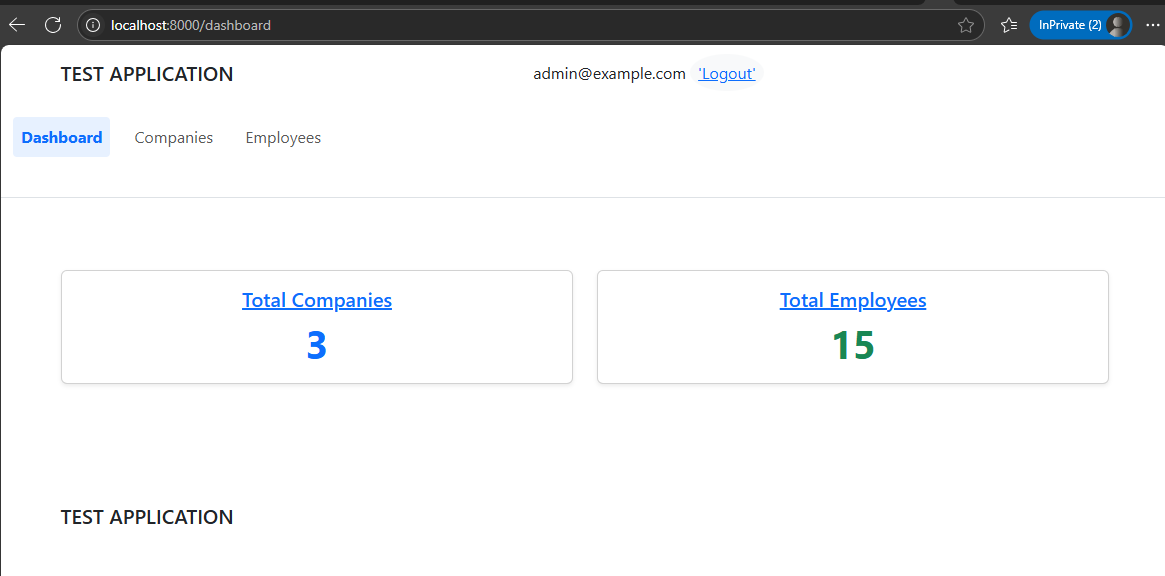 localhost:8000/dashboard
InPrivate (2)
TEST APPLICATION
admin@example.com 'Logout'
Dashboard Companies Employees
Total Companies
3
Total Employees
15
TEST APPLICATION